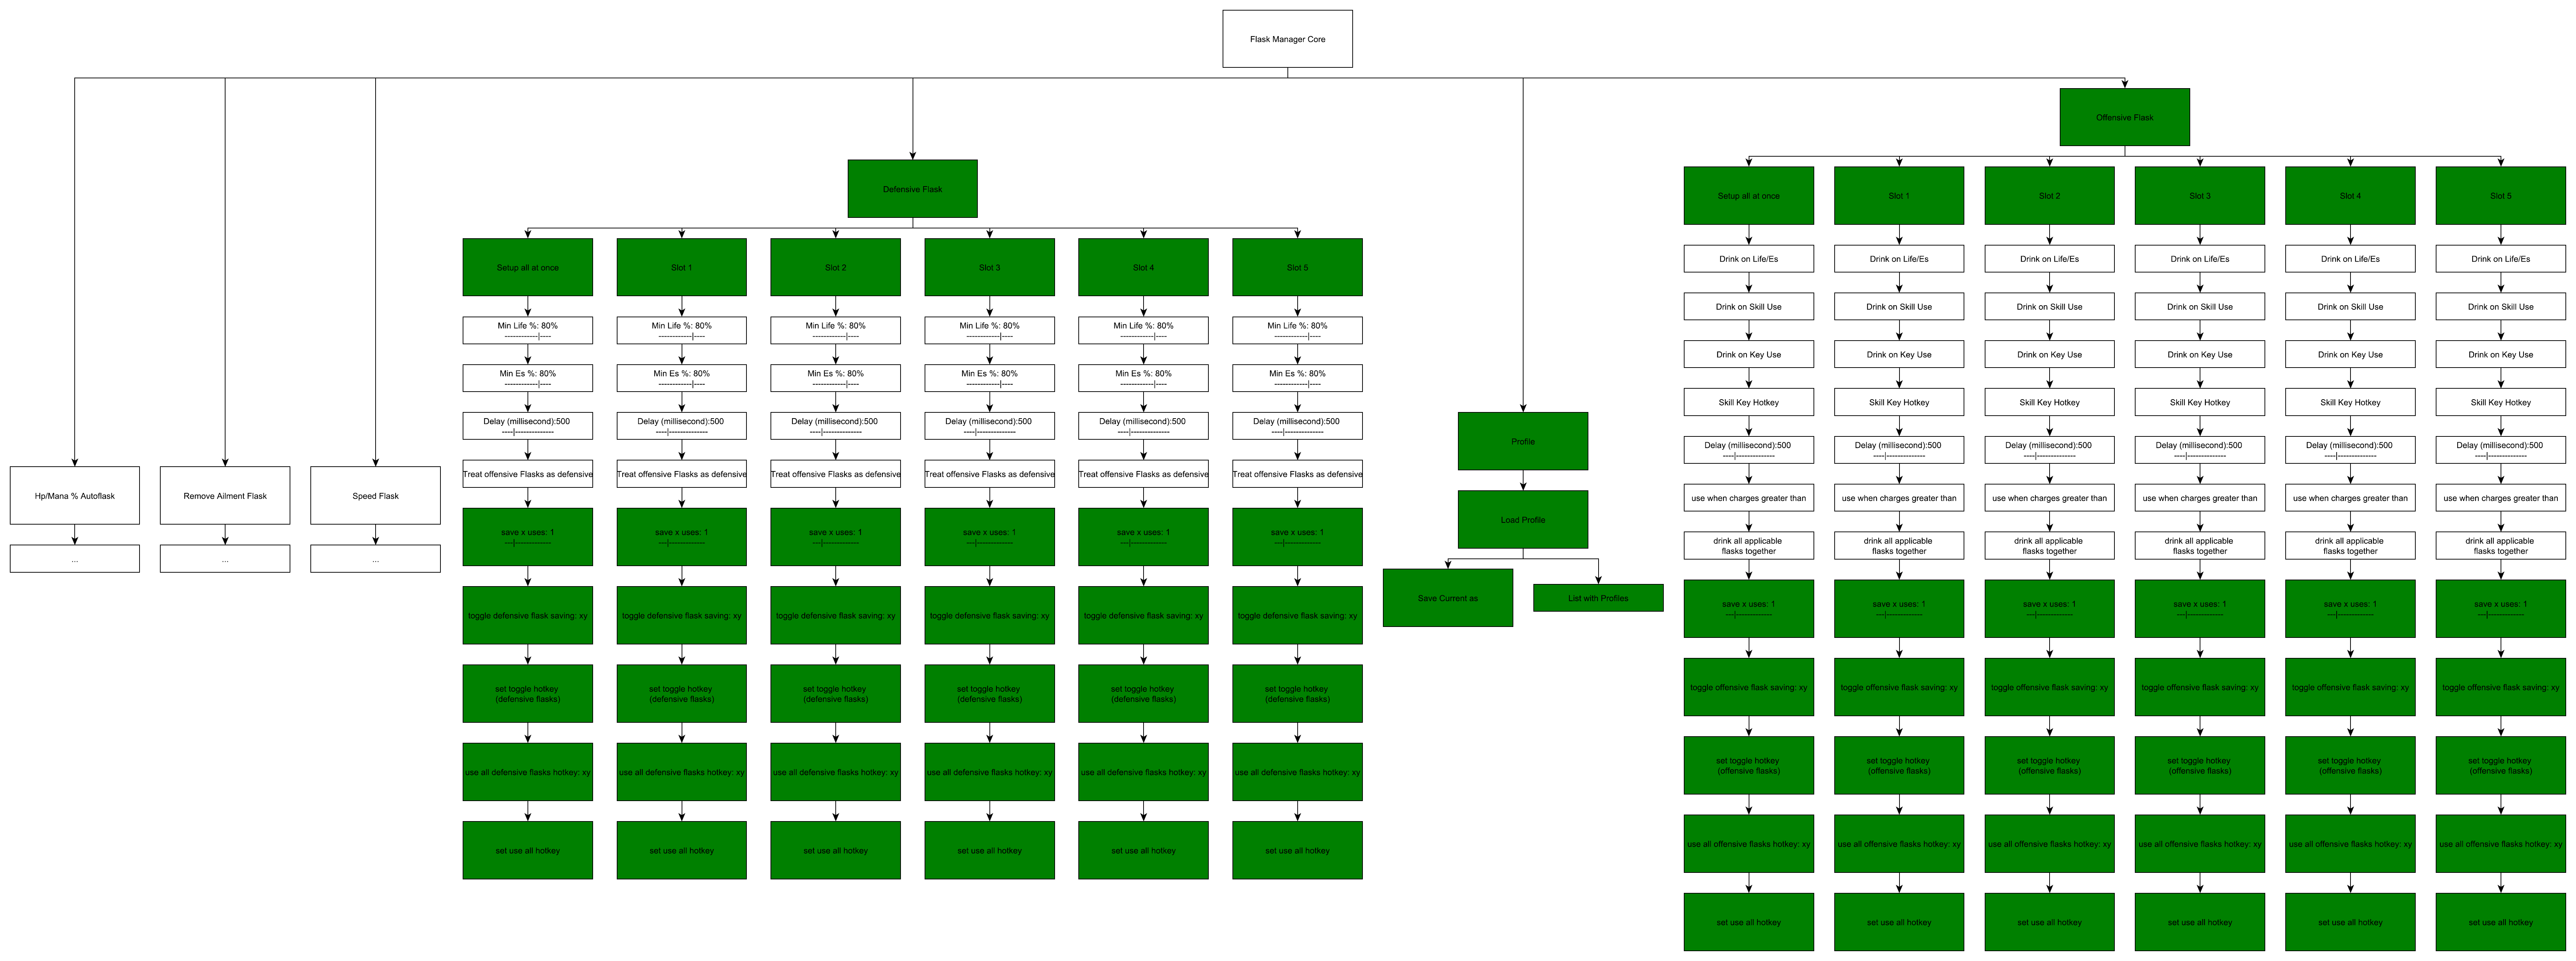 Flask Manager Core
Offensive Flask
Defensive Flask
Setup all at once
Slot 1
Slot 2
Slot 3
Slot 4
Slot 5
Setup all at once
Slot 1
Slot 2
Slot 3
Slot 4
Slot 5
Min Life %: 80%
------------|----
Min Life %: 80%
------------|----
Min Life %: 80%
------------|----
Min Life %: 80%
------------|----
Min Life %: 80%
------------|----
Min Life %: 80%
------------|----
Min Es %: 80%
------------|----
Min Es %: 80%
------------|----
Min Es %: 80%
------------|----
Min Es %: 80%
------------|----
Min Es %: 80%
------------|----
Min Es %: 80%
------------|----
Delay (millisecond):500
----|--------------
Delay (millisecond):500
----|--------------
Delay (millisecond):500
----|--------------
Delay (millisecond):500
----|--------------
Delay (millisecond):500
----|--------------
Delay (millisecond):500
----|--------------
Treat offensive Flasks as defensive
Treat offensive Flasks as defensive
Treat offensive Flasks as defensive
Treat offensive Flasks as defensive
Treat offensive Flasks as defensive
Treat offensive Flasks as defensive
save x uses: 1
---|-------------
save x uses: 1
---|-------------
save x uses: 1
---|-------------
save x uses: 1
---|-------------
save x uses: 1
---|-------------
save x uses: 1
---|-------------
toggle defensive flask saving: xy
toggle defensive flask saving: xy
toggle defensive flask saving: xy
toggle defensive flask saving: xy
toggle defensive flask saving: xy
toggle defensive flask saving: xy
set toggle hotkey
(defensive flasks)
set toggle hotkey
(defensive flasks)
set toggle hotkey
(defensive flasks)
set toggle hotkey
(defensive flasks)
set toggle hotkey
(defensive flasks)
set toggle hotkey
(defensive flasks)
use all defensive flasks hotkey: xy
use all defensive flasks hotkey: xy
use all defensive flasks hotkey: xy
use all defensive flasks hotkey: xy
use all defensive flasks hotkey: xy
use all defensive flasks hotkey: xy
set use all hotkey
set use all hotkey
set use all hotkey
set use all hotkey
set use all hotkey
set use all hotkey
Hp/Mana % Autoflask
Remove Ailment Flask
Speed Flask
...
...
...
Profile
Load Profile
Save Current as
List with Profiles
Drink on Life/Es
Drink on Life/Es
Drink on Life/Es
Drink on Life/Es
Drink on Life/Es
Drink on Life/Es
Drink on Skill Use
Drink on Skill Use
Drink on Skill Use
Drink on Skill Use
Drink on Skill Use
Drink on Skill Use
Drink on Key Use
Drink on Key Use
Drink on Key Use
Drink on Key Use
Drink on Key Use
Drink on Key Use
Skill Key Hotkey
Skill Key Hotkey
Skill Key Hotkey
Skill Key Hotkey
Skill Key Hotkey
Skill Key Hotkey
Delay (millisecond):500
----|--------------
Delay (millisecond):500
----|--------------
Delay (millisecond):500
----|--------------
Delay (millisecond):500
----|--------------
Delay (millisecond):500
----|--------------
Delay (millisecond):500
----|--------------
use when charges greater than
use when charges greater than
use when charges greater than
use when charges greater than
use when charges greater than
use when charges greater than
drink all applicable
flasks together
drink all applicable
flasks together
drink all applicable
flasks together
drink all applicable
flasks together
drink all applicable
flasks together
drink all applicable
flasks together
save x uses: 1
---|-------------
save x uses: 1
---|-------------
save x uses: 1
---|-------------
save x uses: 1
---|-------------
save x uses: 1
---|-------------
save x uses: 1
---|-------------
toggle offensive flask saving: xy
toggle offensive flask saving: xy
toggle offensive flask saving: xy
toggle offensive flask saving: xy
toggle offensive flask saving: xy
toggle offensive flask saving: xy
set toggle hotkey
(offensive flasks)
set toggle hotkey
(offensive flasks)
set toggle hotkey
(offensive flasks)
set toggle hotkey
(offensive flasks)
set toggle hotkey
(offensive flasks)
set toggle hotkey
(offensive flasks)
use all offensive flasks hotkey: xy
use all offensive flasks hotkey: xy
use all offensive flasks hotkey: xy
use all offensive flasks hotkey: xy
use all offensive flasks hotkey: xy
use all offensive flasks hotkey: xy
set use all hotkey
set use all hotkey
set use all hotkey
set use all hotkey
set use all hotkey
set use all hotkey